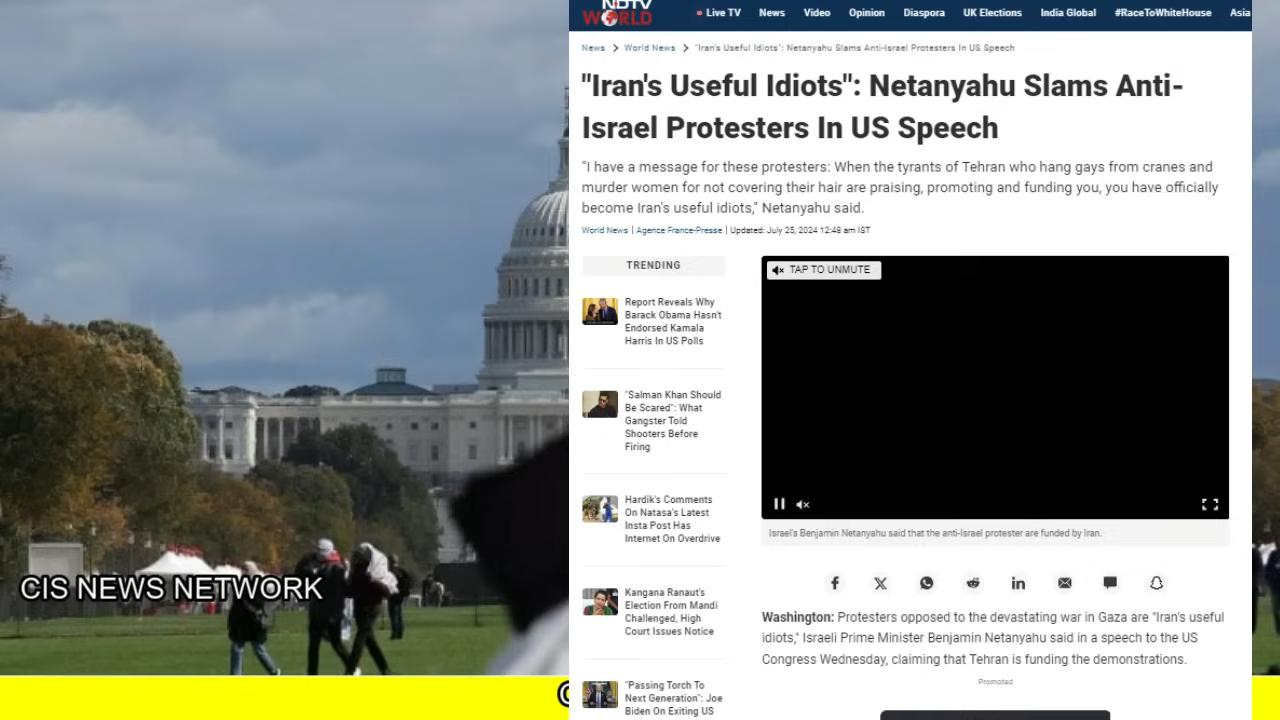 NDTV
WORLD
Live TV News Video Opinion Diaspora UK Elections India Global #RaceToWhiteHouse Asia
News > World News > "Iran's Useful Idiots": Netanyahu Slams Anti-Israel Protesters In US Speech
"Iran's Useful Idiots": Netanyahu Slams Anti-
Israel Protesters In US Speech
"I have a message for these protesters: When the tyrants of Tehran who hang gays from cranes and
murder women for not covering their hair are praising, promoting and funding you, you have officially
become Iran's useful idiots," Netanyahu said.
World News | Agence France-Presse | Updated: July 25, 2024 12:48 am IST
TRENDING
Report Reveals Why
Barack Obama Hasn't
Endorsed Kamala
Harris In US Polls
"Salman Khan Should
Be Scared": What
Gangster Told
Shooters Before
Firing
Hardik's Comments
On Natasa's Latest
Insta Post Has
Internet On Overdrive
Kangana Ranaut's
Election From Mandi
Challenged, High
Court Issues Notice
"Passing Torch To
Next Generation": Joe
Biden On Exiting US
TAP TO UNMUTE
Israel's Benjamin Netanyahu said that the anti-Israel protester are funded by Iran.
Washington: Protesters opposed to the devastating war in Gaza are "Iran's useful
idiots," Israeli Prime Minister Benjamin Netanyahu said in a speech to the US
Congress Wednesday, claiming that Tehran is funding the demonstrations.
Promoted
CIS NEWS NETWORK